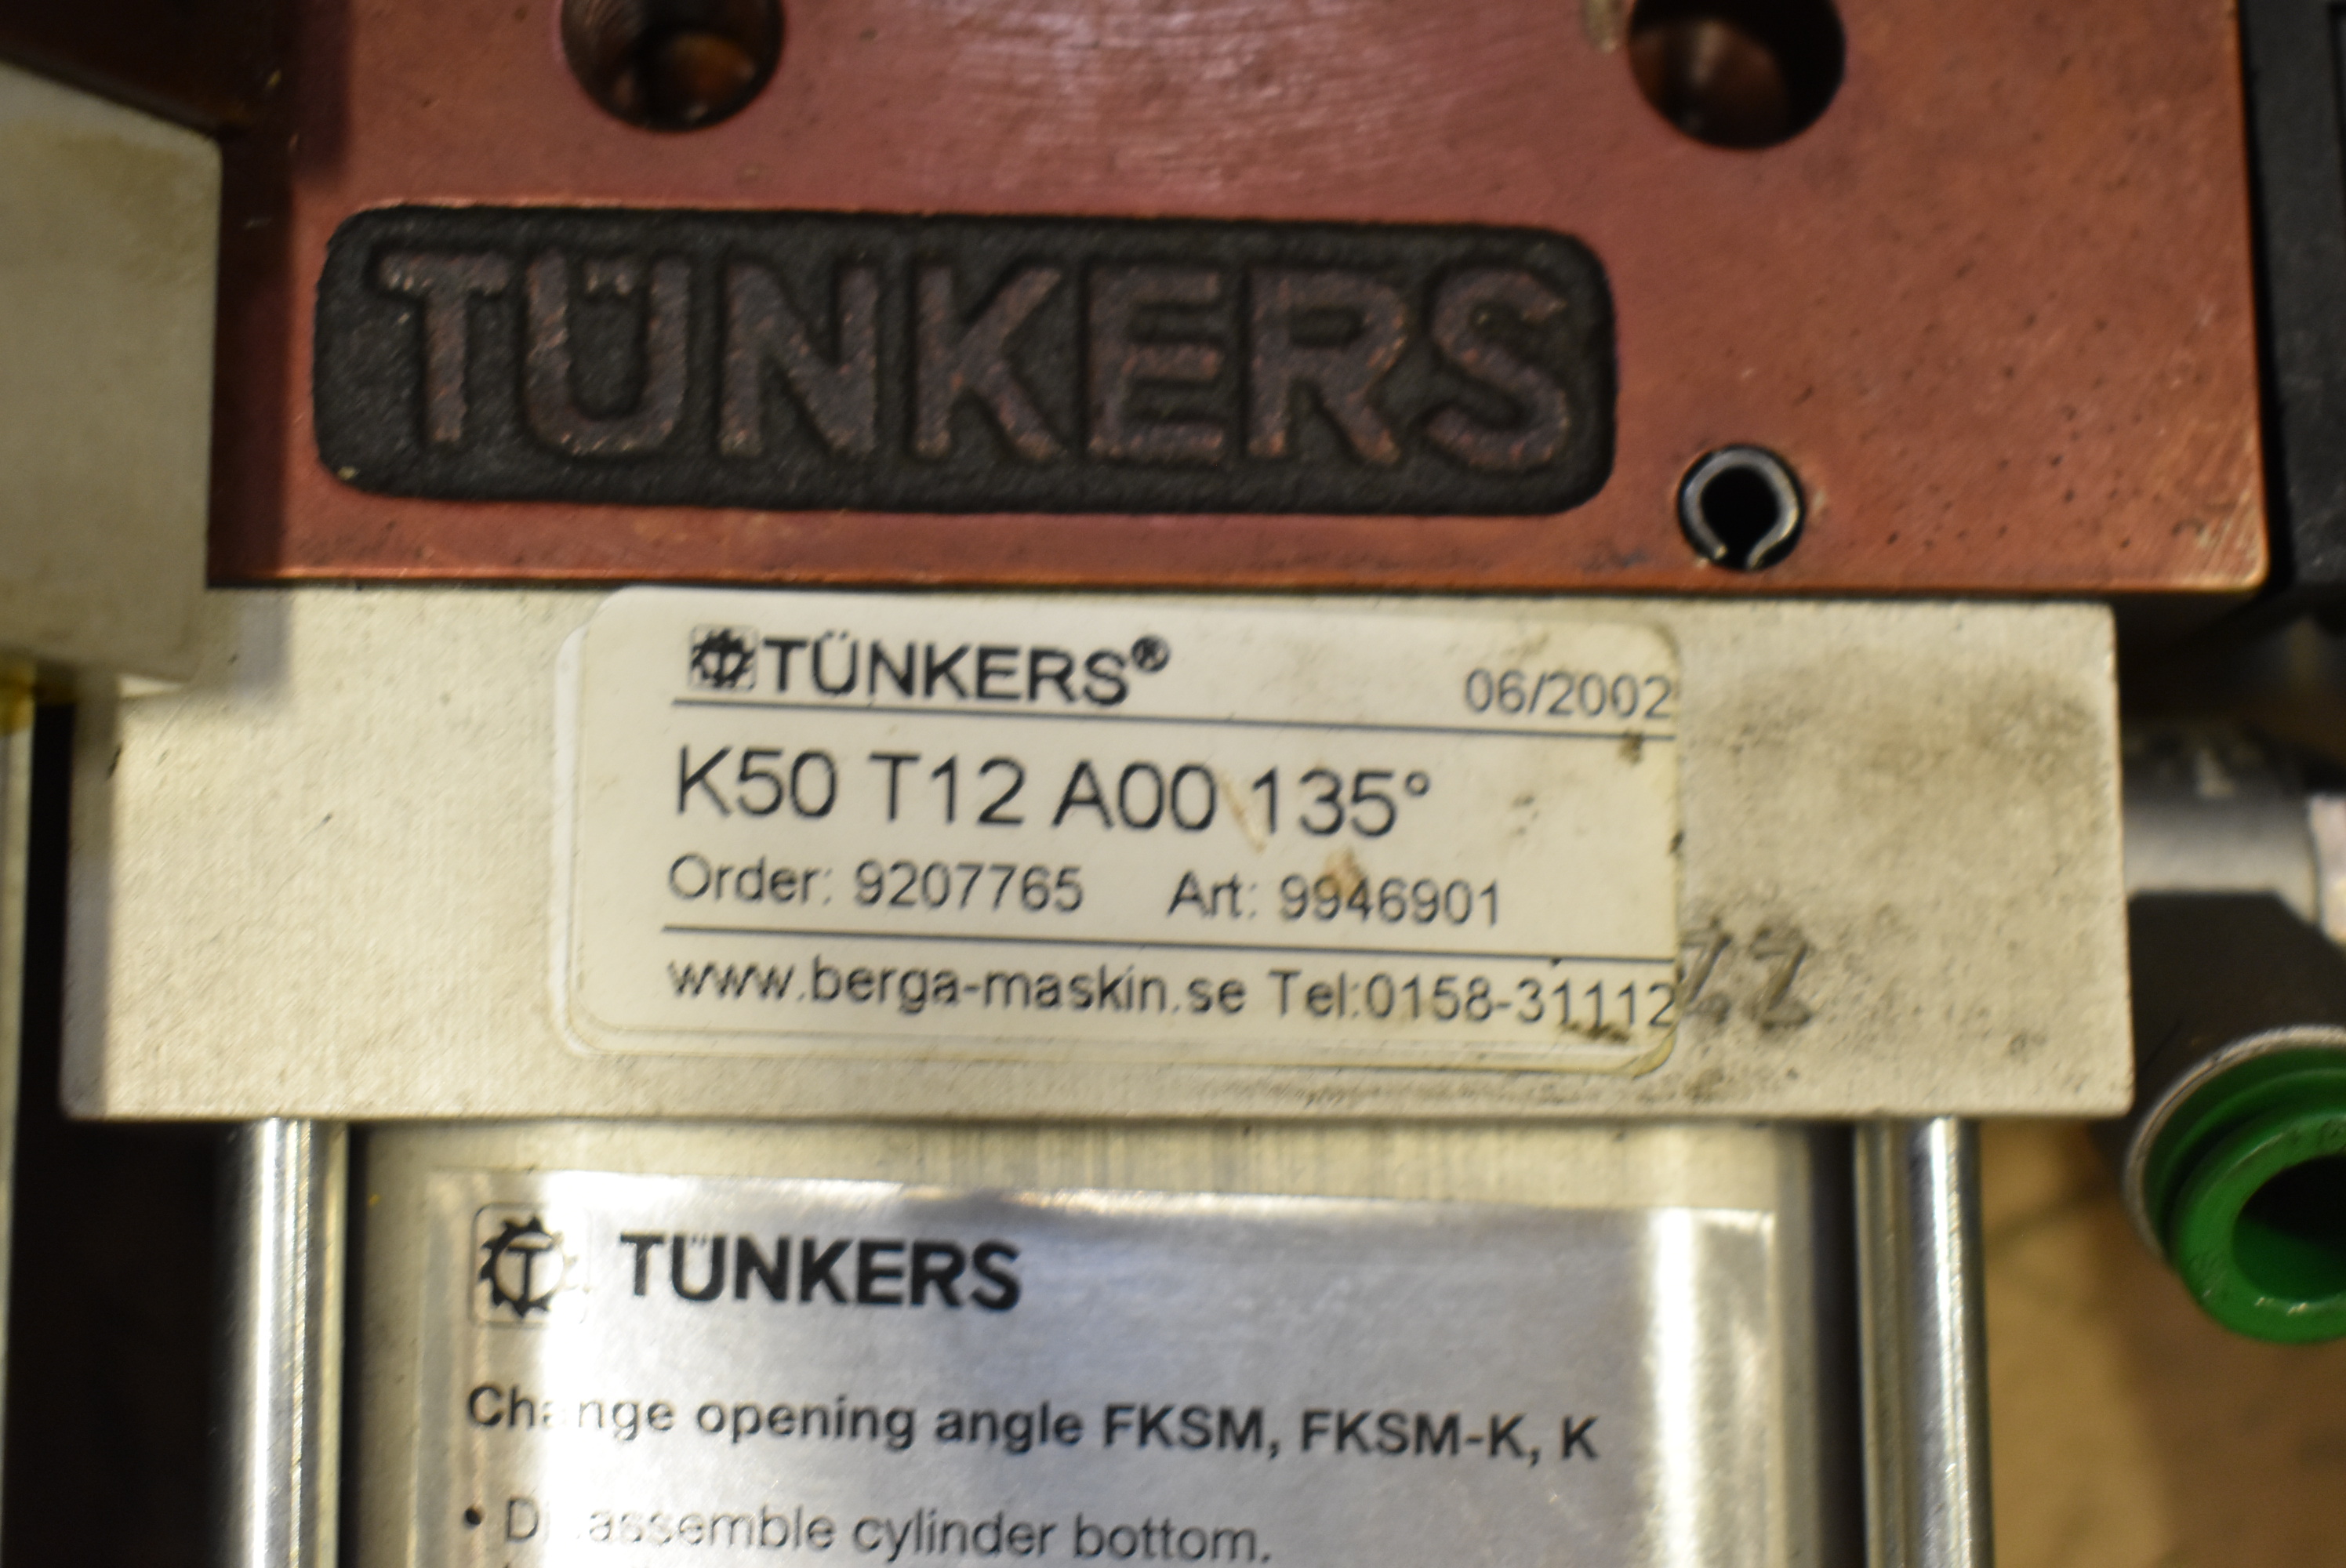 TÜNKERS
TÜNKERS® 06/2002
K50 T12 A00 135°
Order: 9207765 Art: 9946901
www.berga-maskin.se Tel:0158-31112
TÜNKERS
Change opening angle FKSM, FKSM-K, K
• Disassemble cylinder bottom.